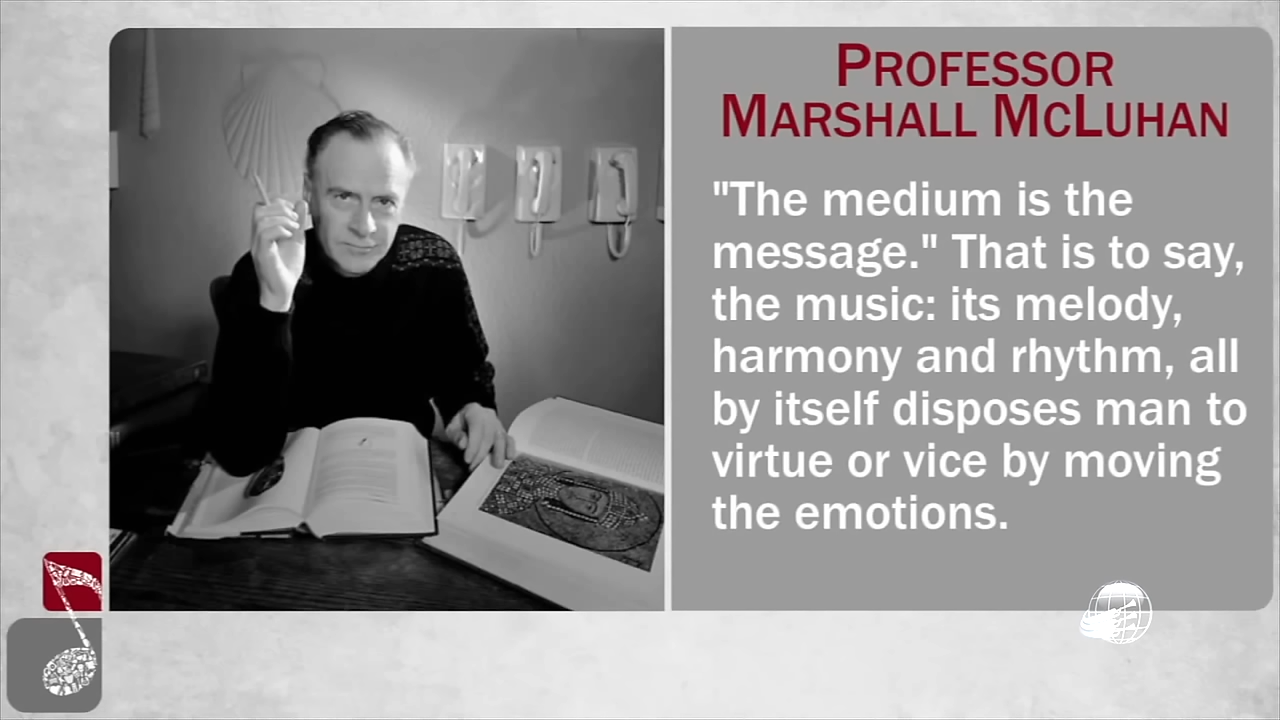 PROFESSOR
MARSHALL MCLUHAN
"The medium is the
message." That is to say,
the music: its melody,
harmony and rhythm, all
by itself disposes man to
virtue or vice by moving
the emotions.